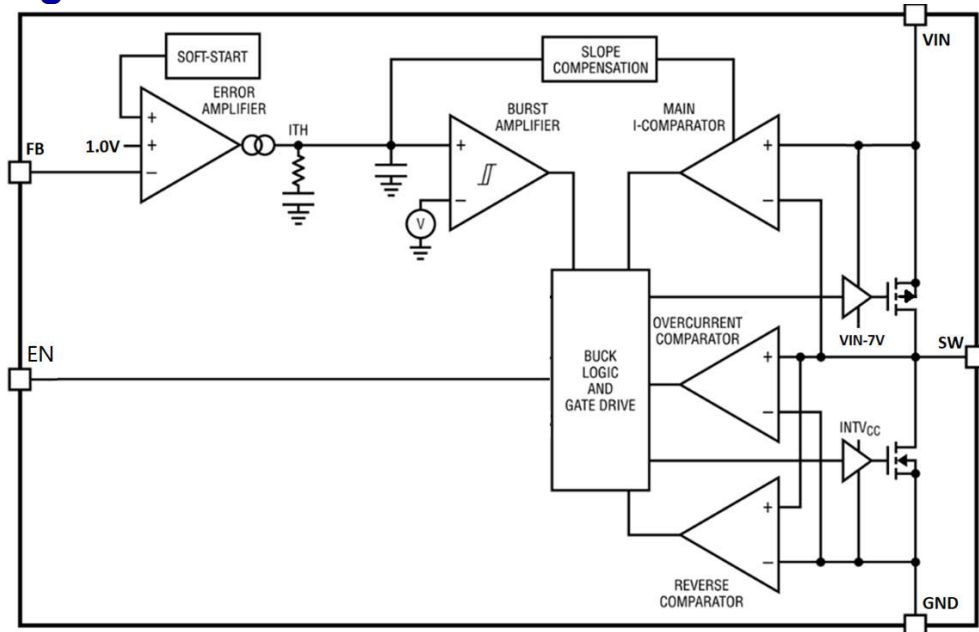 VIN
SOFT-START
SLOPE
COMPENSATION
ERROR
AMPLIFIER
BURST
AMPLIFIER
MAIN
I-COMPARATOR
+
1.0V
+
−
ITH
FB
+
−
V
+
−
VIN-7V
SW
OVERCURRENT
COMPARATOR
+
−
EN
BUCK
LOGIC
AND
GATE DRIVE
INTVCC
+
−
REVERSE
COMPARATOR
GND